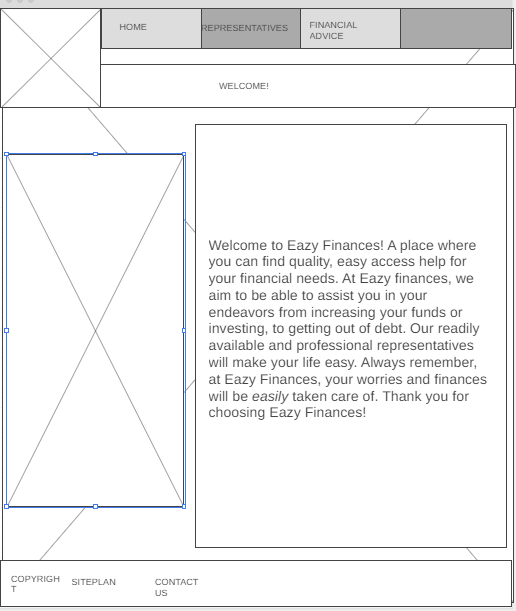 HOME
REPRESENTATIVES
FINANCIAL
ADVICE
WELCOME!
Welcome to Eazy Finances! A place where
you can find quality, easy access help for
your financial needs. At Eazy finances, we
aim to be able to assist you in your
endeavors from increasing your funds or
investing, to getting out of debt. Our readily
available and professional representatives
will make your life easy. Always remember,
at Eazy Finances, your worries and finances
will be easily taken care of. Thank you for
choosing Eazy Finances!
COPYRIGH
T
SITEPLAN
CONTACT
US